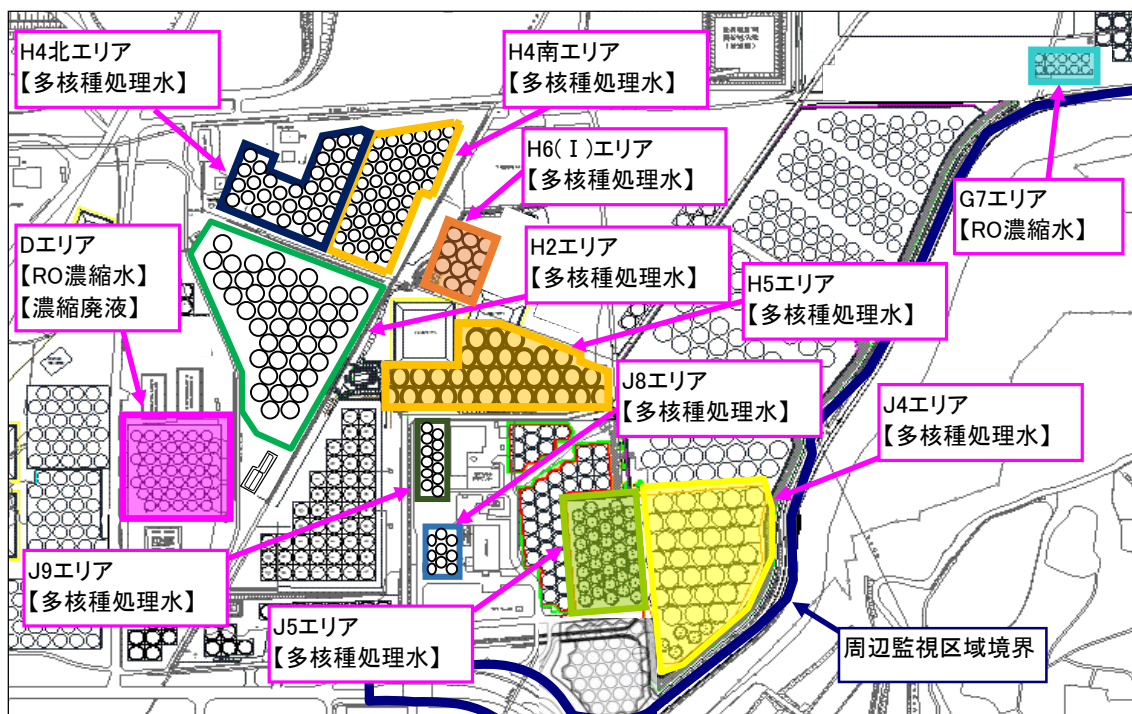 H4北エリア
【多核種処理水】
H4南エリア
【多核種処理水】
H6(Ⅰ)エリア
【多核種処理水】
G7エリア
【RO濃縮水】
Dエリア
【RO濃縮水】
【濃縮廃液】
H2エリア
【多核種処理水】
H5エリア
【多核種処理水】
J8エリア
【多核種処理水】
J4エリア
【多核種処理水】
J9エリア
【多核種処理水】
J5エリア
【多核種処理水】
周辺監視区域境界